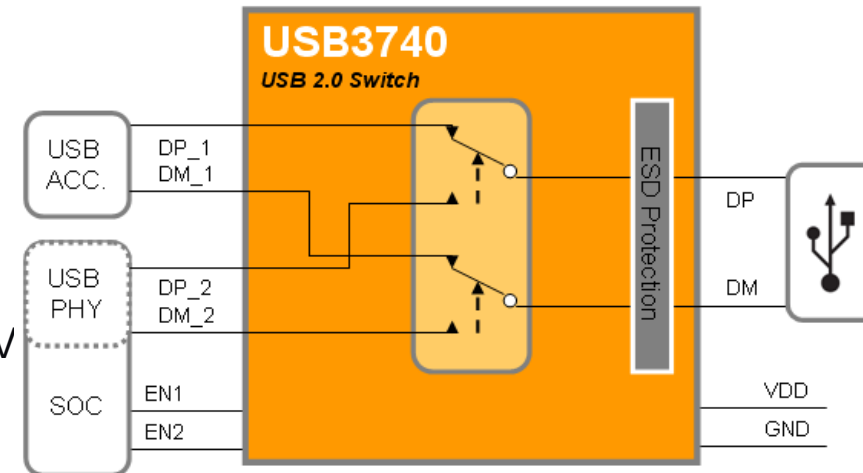 USB3740
USB 2.0 Switch
USB
ACC.
DP_1
DM_1
ESD Protection
DP
DM
USB
PHY
DP_2
DM_2
V
SOC
EN1
EN2
VDD
GND